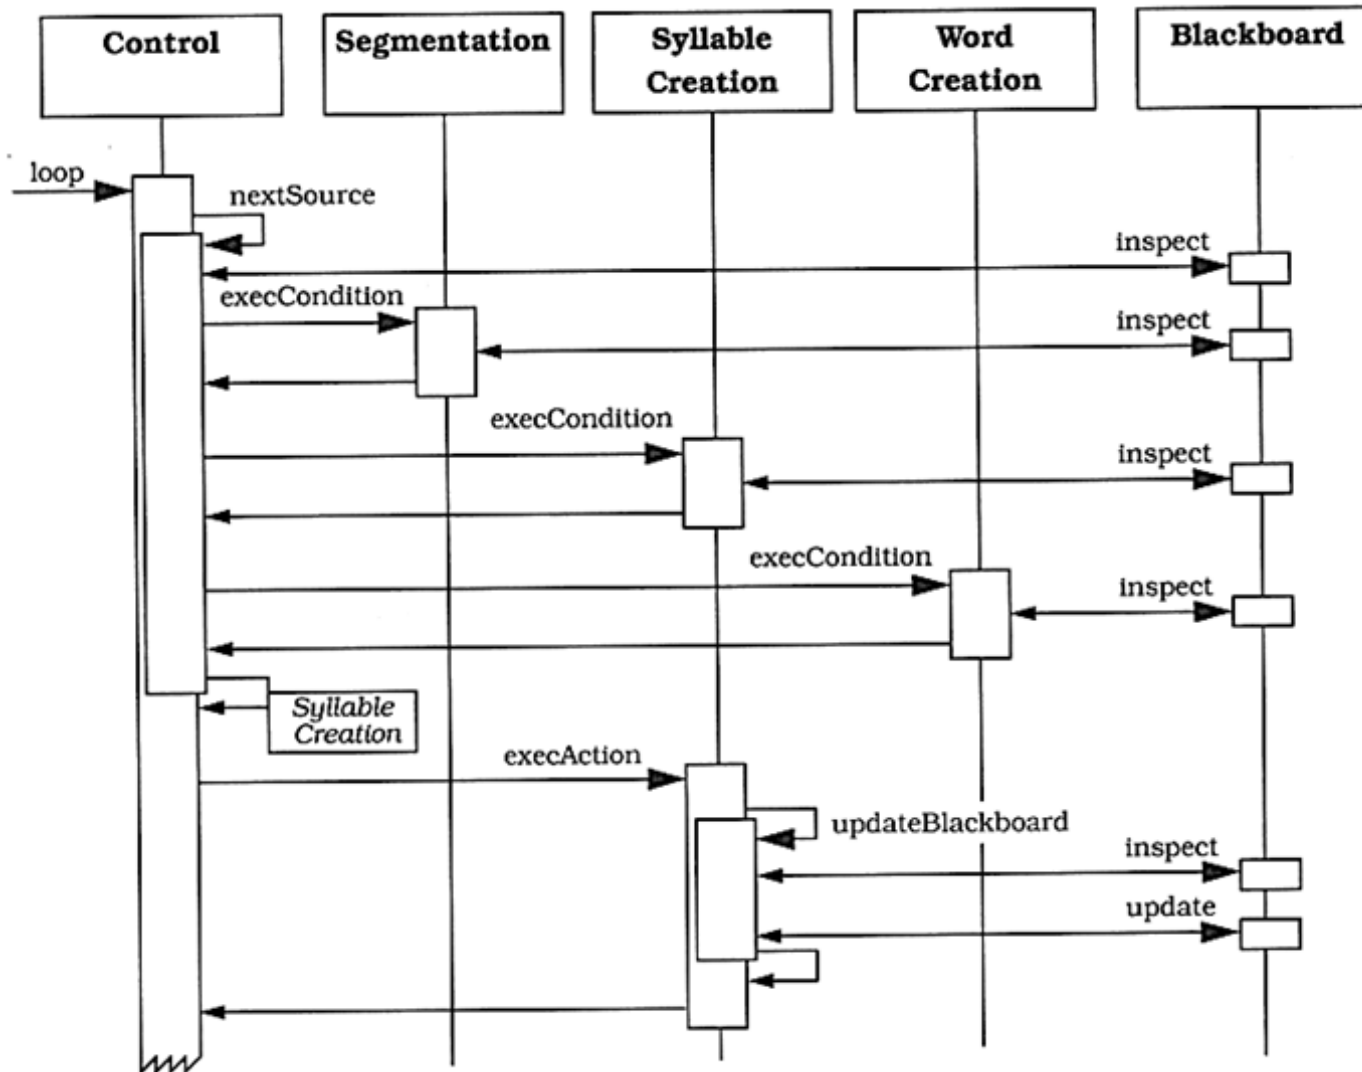 Control
Segmentation
Syllable
Creation
Word
Creation
Blackboard
loop
nextSource
inspect
execCondition
inspect
execCondition
inspect
execCondition
inspect
Syllable
Creation
execAction
updateBlackboard
inspect
update